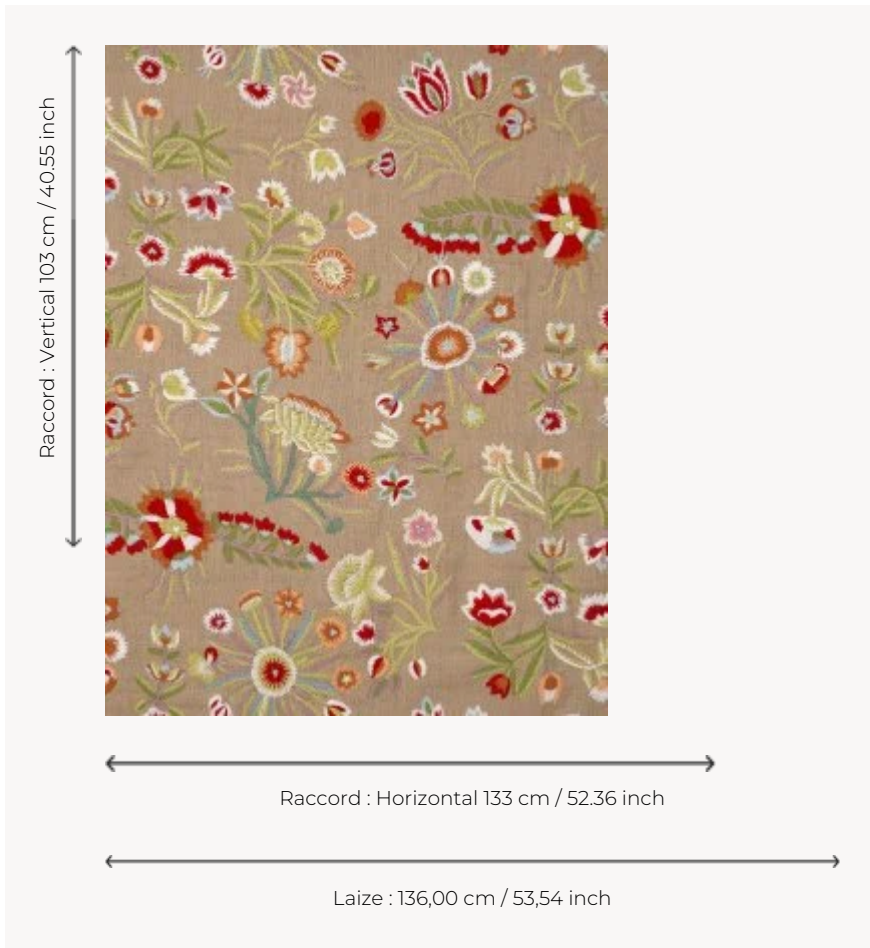 Raccord : Vertical 103 cm / 40.55 inch
Raccord : Horizontal 133 cm / 52.36 inch
Laize : 136,00 cm / 53,54 inch